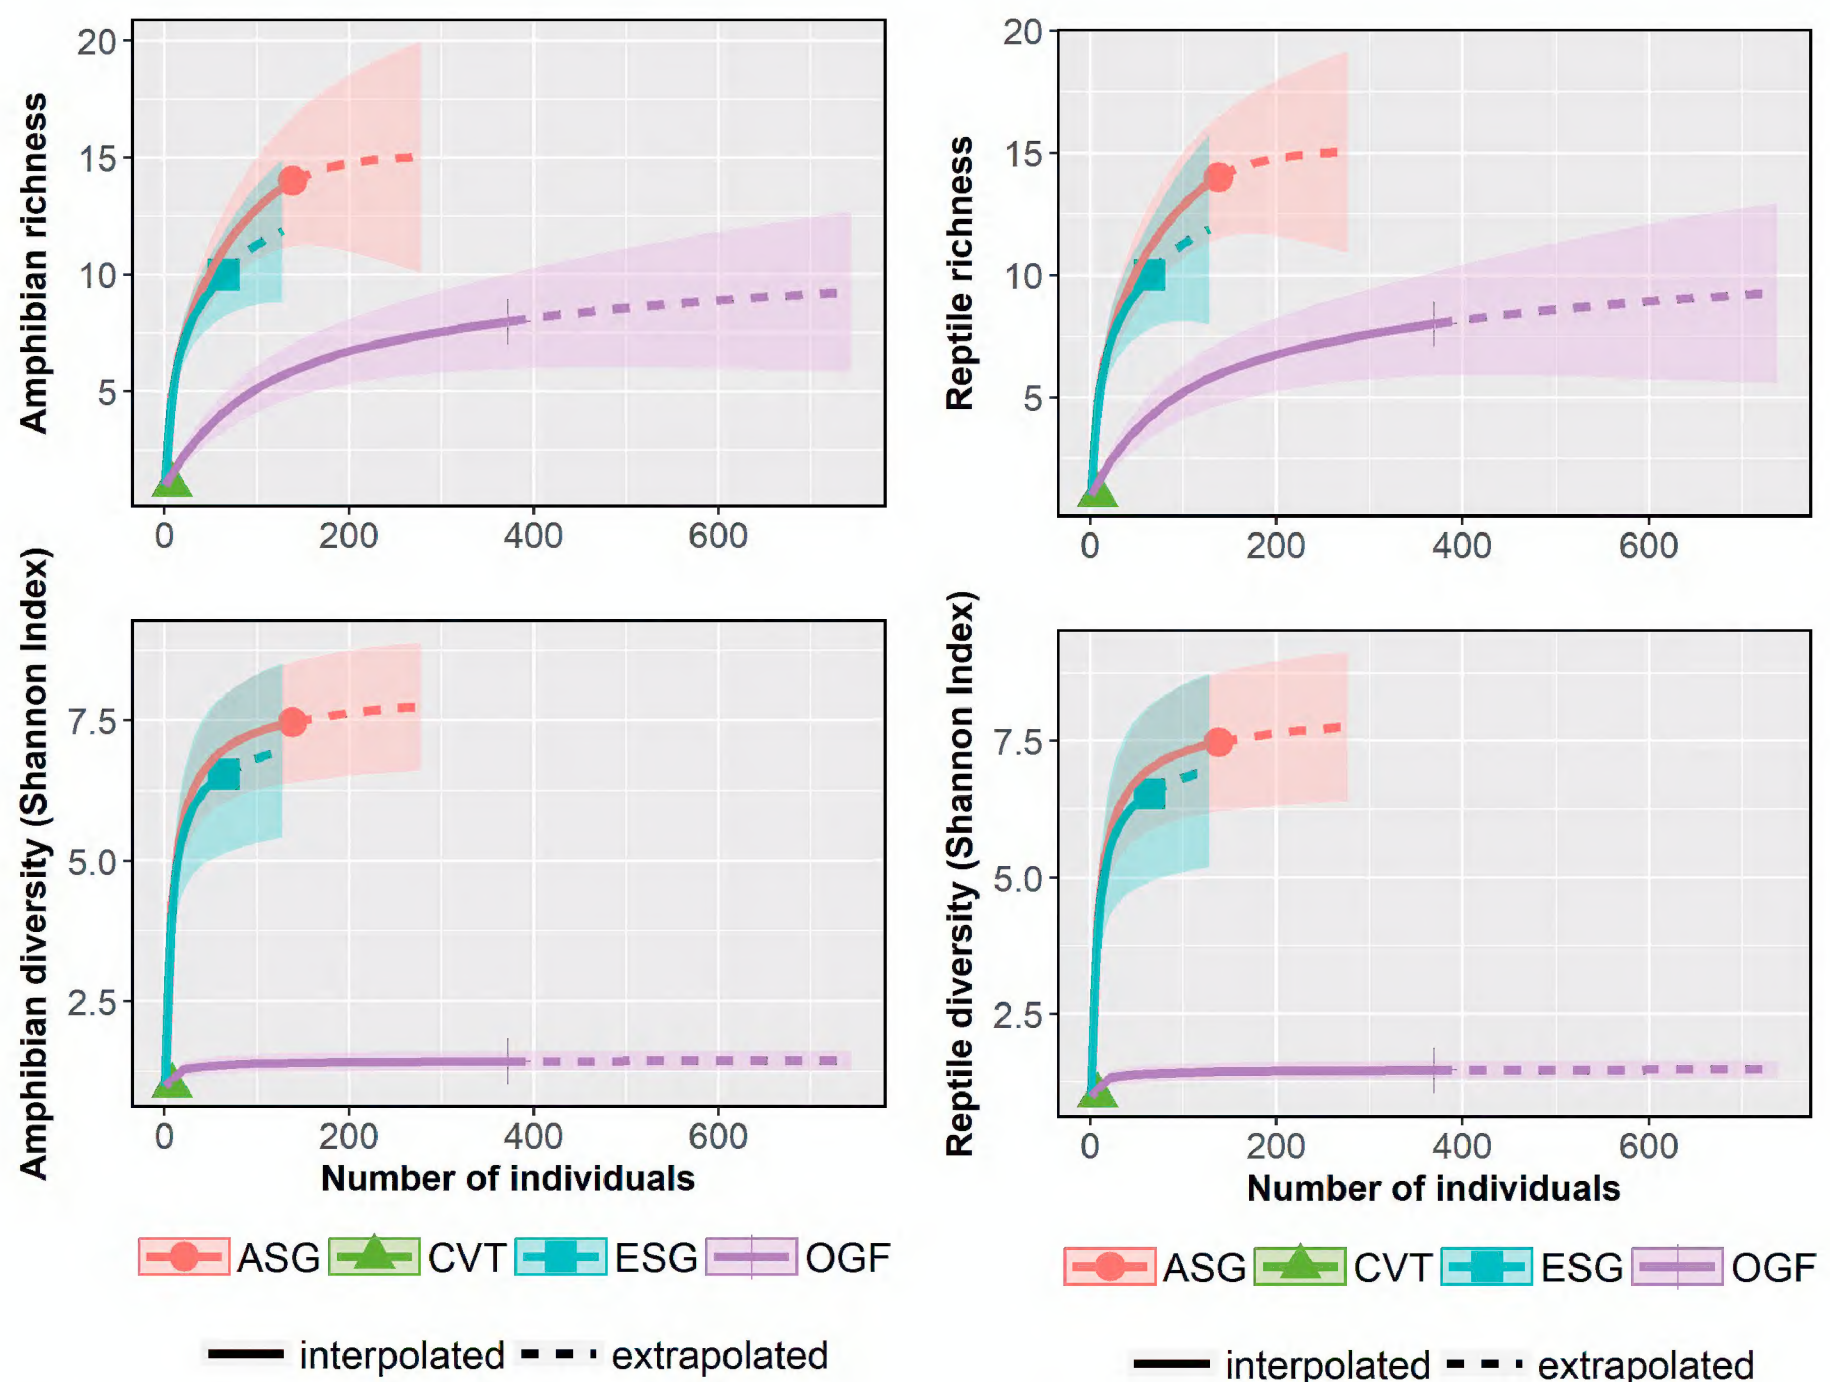 Amphibian richness
20
15
10
5
0 200 400 600
Reptile richness
20
15
10
5
0 200 400 600
Amphibian diversity (Shannon Index)
7.5
5.0
2.5
0 200 400 600
Number of individuals
Reptile diversity (Shannon Index)
7.5
5.0
2.5
0 200 400 600
Number of individuals
ASG CVT ESG OGF
interpolated extrapolated
ASG CVT ESG OGF
interpolated extrapolated